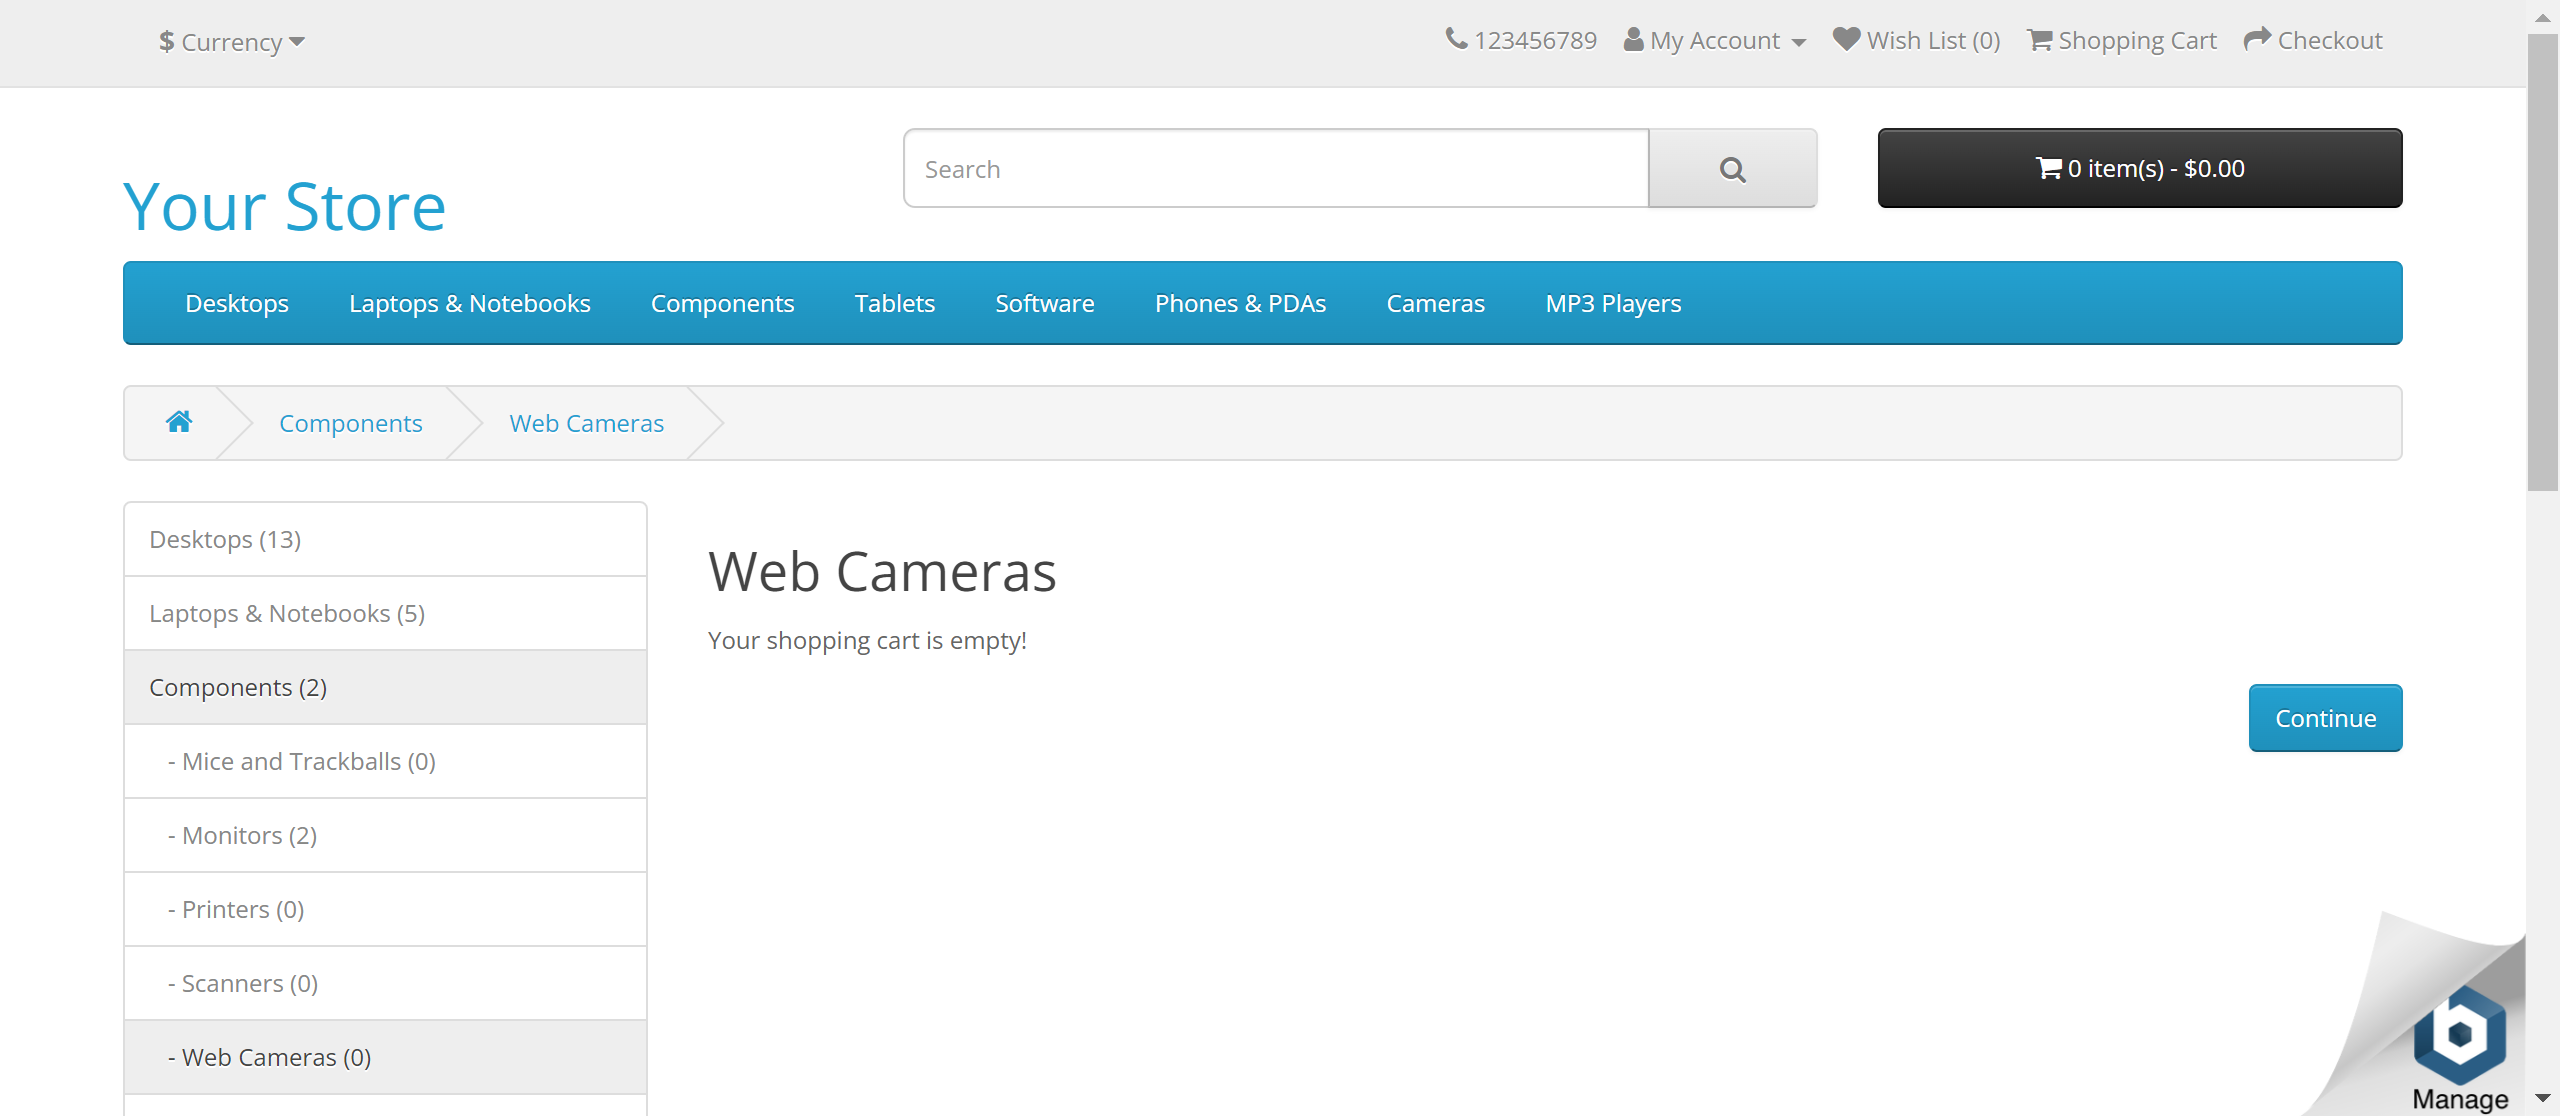 $ Currency
123456789 My Account Wish List (0) Shopping Cart Checkout
Your Store
Search
0 item(s) - $0.00
Desktops Laptops & Notebooks Components Tablets Software Phones & PDAs Cameras MP3 Players
Components Web Cameras
Desktops (13)
Laptops & Notebooks (5)
Components (2)
- Mice and Trackballs (0)
- Monitors (2)
- Printers (0)
- Scanners (0)
- Web Cameras (0)
Web Cameras
Your shopping cart is empty!
Continue
b
Manage